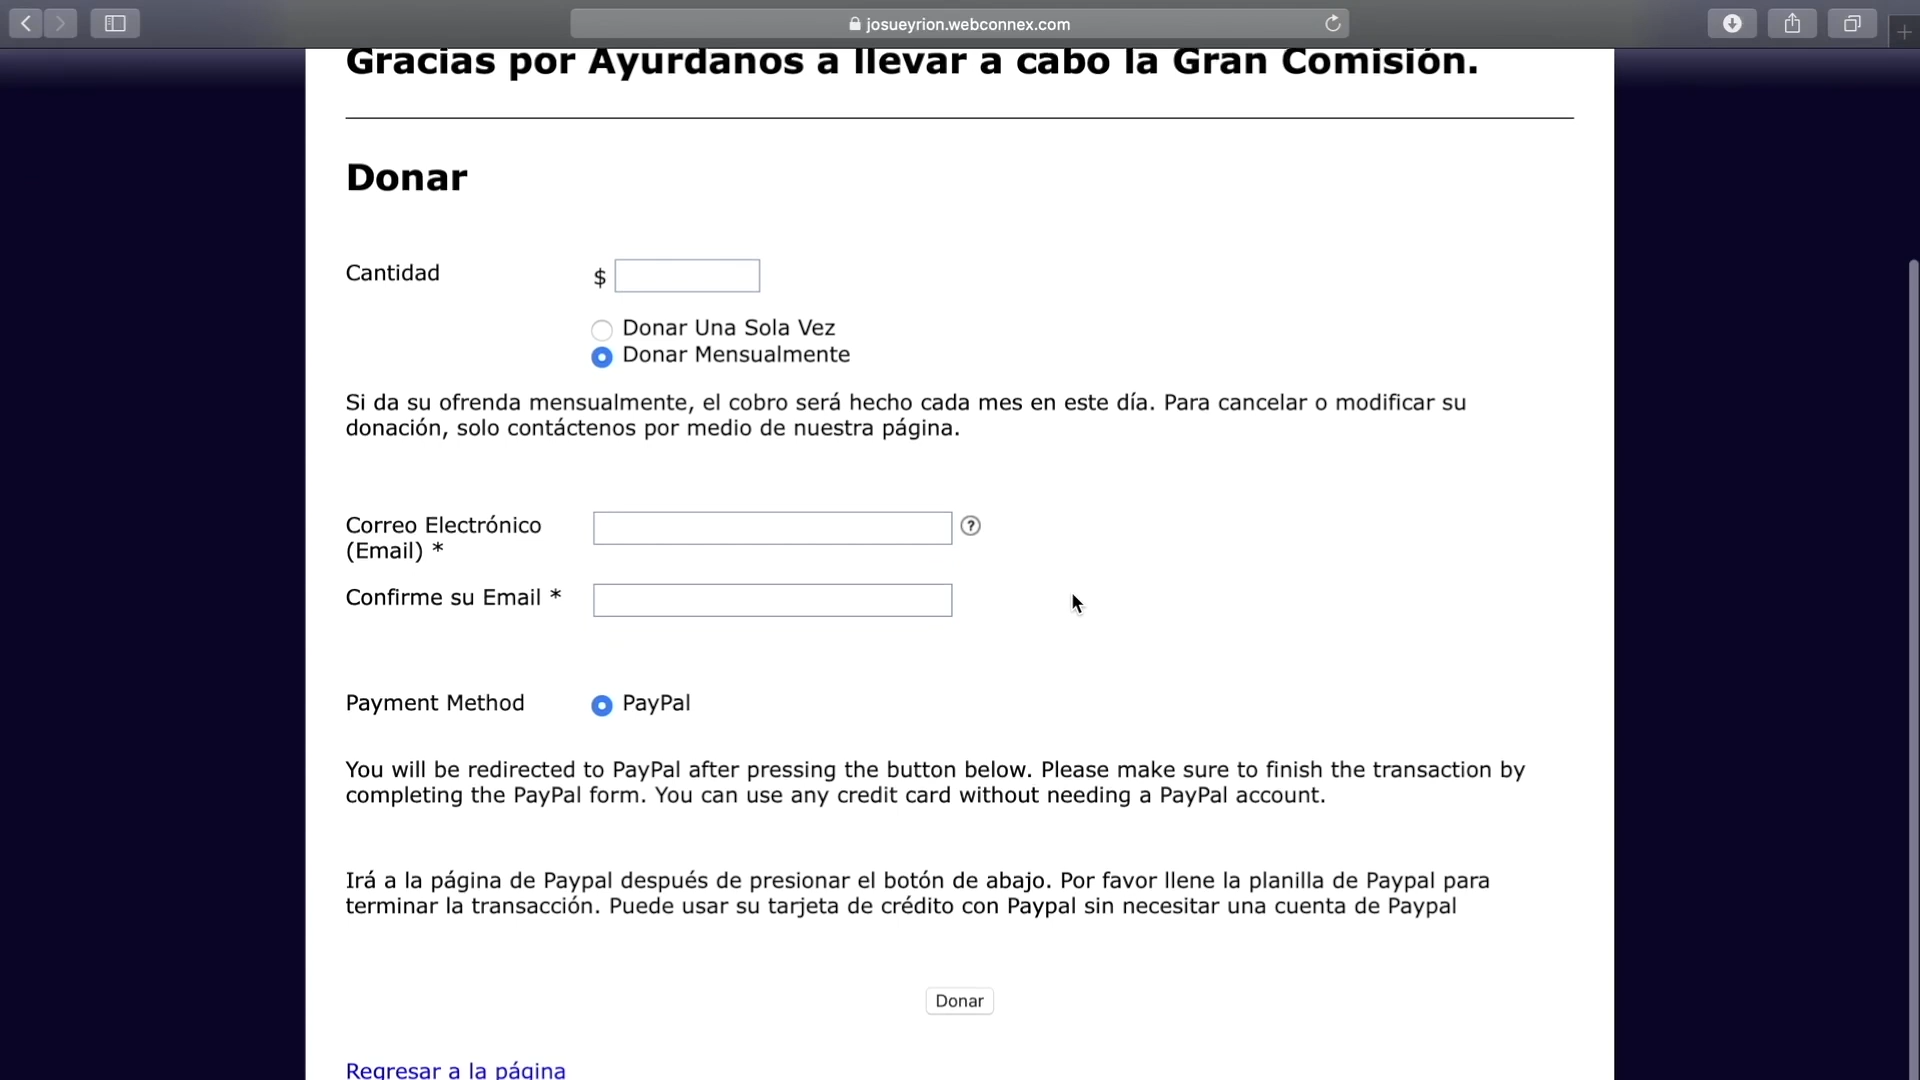 josueyrion.webconnex.com
Gracias por Ayurdanos a llevar a cabo la Gran Comisión.
Donar
Cantidad
$
Donar Una Sola Vez
Donar Mensualmente
Si da su ofrenda mensualmente, el cobro será hecho cada mes en este día. Para cancelar o modificar su
donación, solo contáctenos por medio de nuestra página.
Correo Electrónico
(Email) *
?
Confirme su Email *
Payment Method
PayPal
You will be redirected to PayPal after pressing the button below. Please make sure to finish the transaction by
completing the PayPal form. You can use any credit card without needing a PayPal account.
Irá a la página de Paypal después de presionar el botón de abajo. Por favor llene la planilla de Paypal para
terminar la transacción. Puede usar su tarjeta de crédito con Paypal sin necesitar una cuenta de Paypal
Donar
Regresar a la página